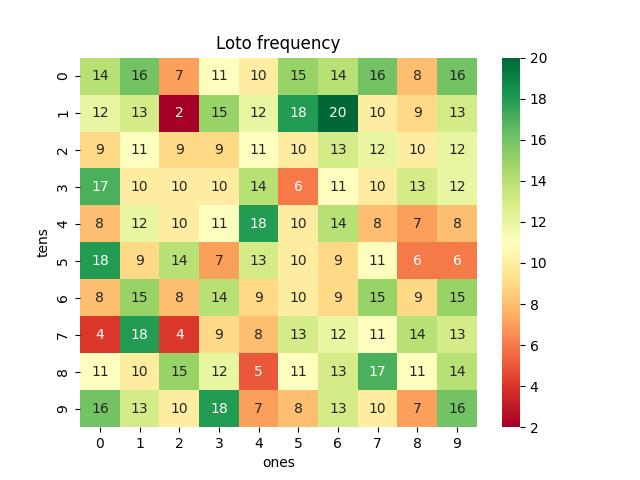 Loto frequency
0 14 16 7 11 10 15 14 16 8 16 20
1 12 13 2 15 12 18 20 10 9 13 18
2 9 11 9 9 11 10 13 12 10 12 16
3 17 10 10 10 14 6 11 10 13 12 14
4 8 12 10 11 18 10 14 8 7 8 12
tens
5 18 9 14 7 13 10 9 11 6 6 10
6 8 15 8 14 9 10 9 15 9 15 8
7 4 18 4 9 8 13 12 11 14 13 6
8 11 10 15 12 5 11 13 17 11 14 4
9 16 13 10 18 7 8 13 10 7 16 2
0 1 2 3 4 5 6 7 8 9
ones